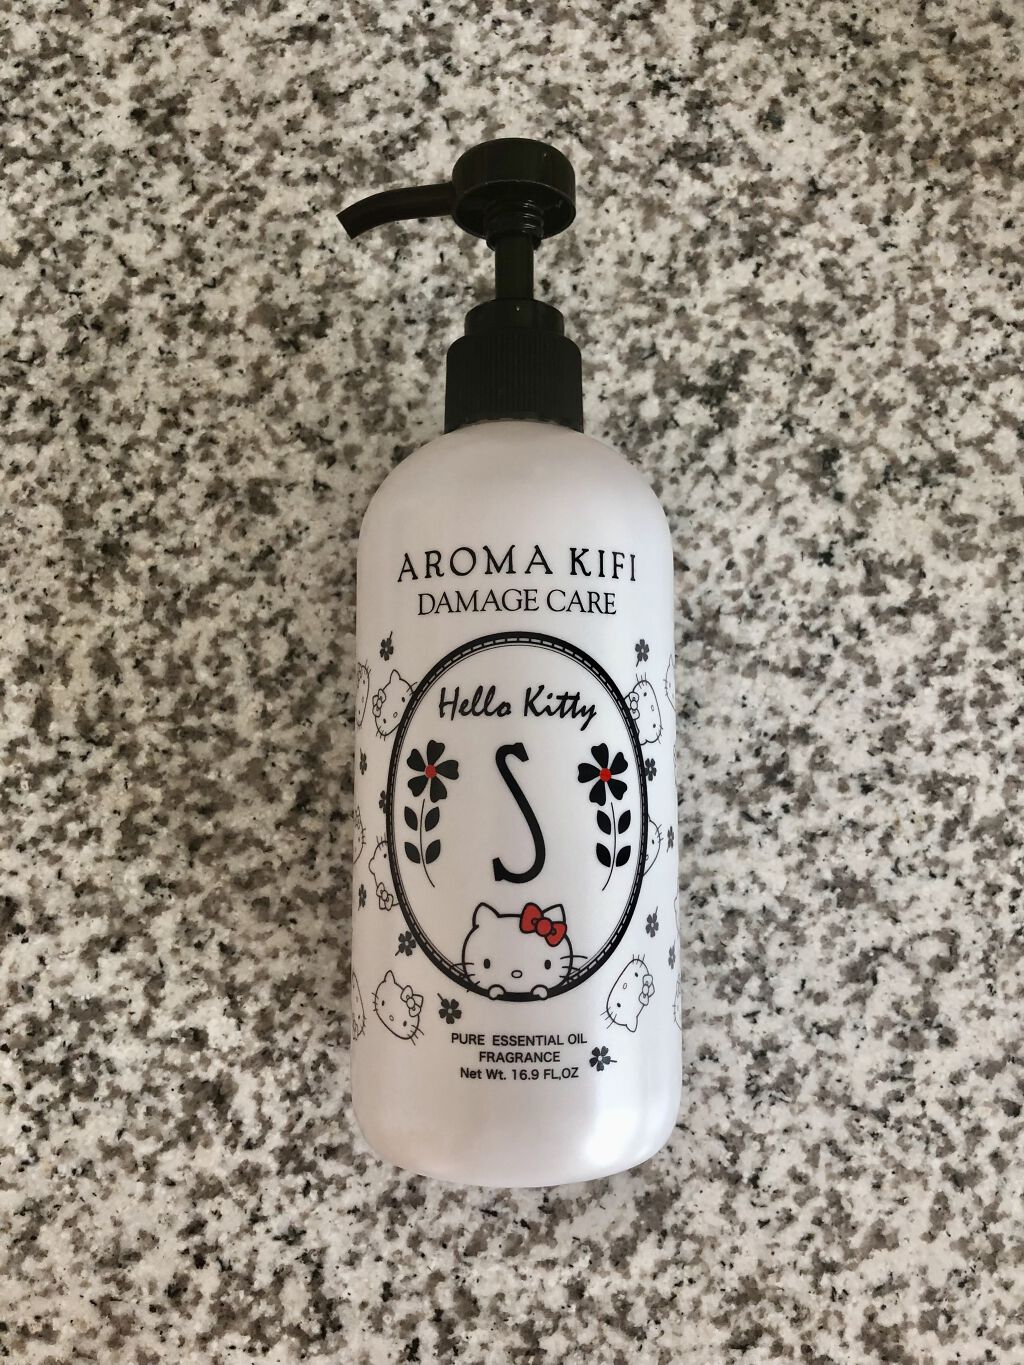 AROMA KIFI
DAMAGE CARE
Hello Kitty
S
PURE ESSENTIAL OIL
FRAGRANCE
Net Wt. 16.9 FL,OZ